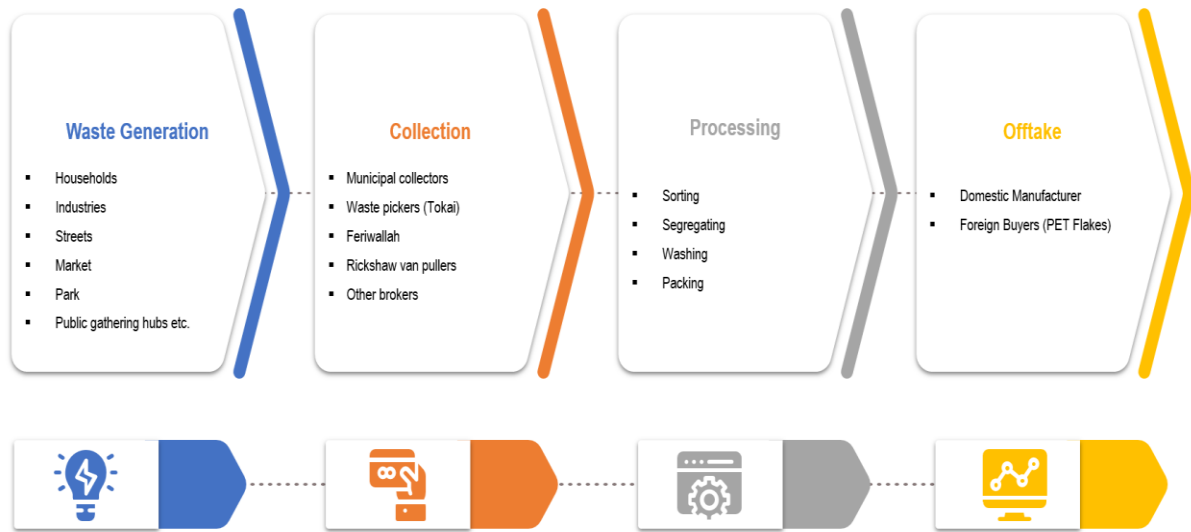 Waste Generation
▪ Households
▪ Industries
▪ Streets
▪ Market
▪ Park
▪ Public gathering hubs etc.
Collection
▪ Municipal collectors
▪ Waste pickers (Tokai)
▪ Feriwallah
▪ Rickshaw van pullers
▪ Other brokers
Processing
▪ Sorting
▪ Segregating
▪ Washing
▪ Packing
Offtake
▪ Domestic Manufacturer
▪ Foreign Buyers (PET Flakes)